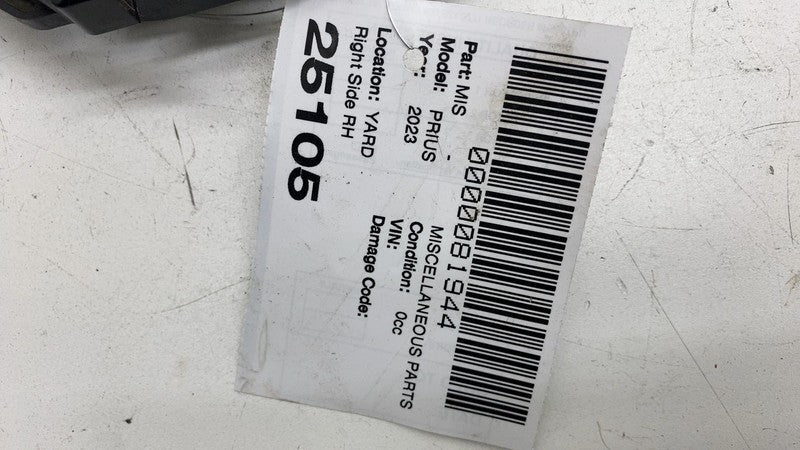 0000081944
Part: MIS - MISCELLANEOUS PARTS
Model: PRIUS Condition: 0cc
Year: 2023 VIN:
Damage Code:
Location: YARD
Right Side RH
25105